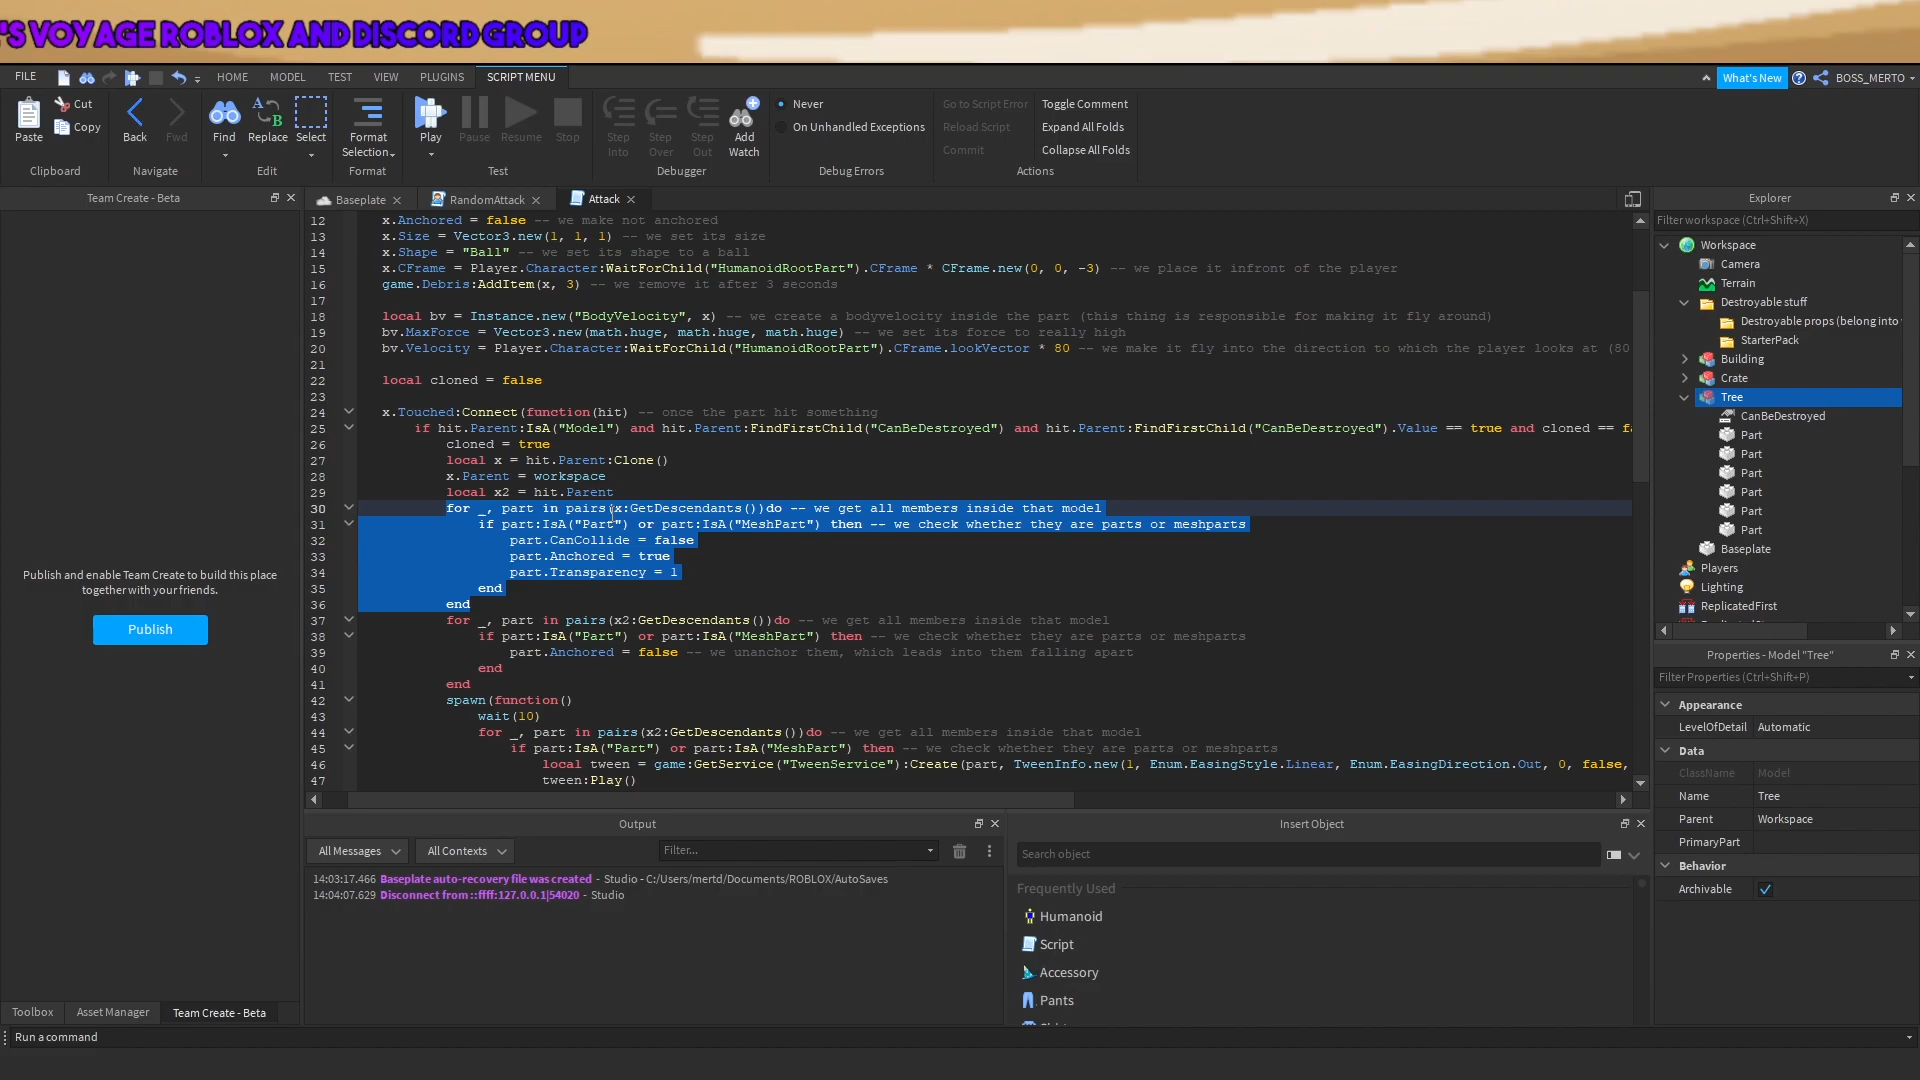 'S VOYAGE ROBLOX AND DISCORD GROUP
FILE HOME MODEL TEST VIEW PLUGINS SCRIPT MENU What's New BOSS_MERTO
Paste Cut Copy Clipboard
Back Fwd Navigate
Find Replace Select Edit
Format Selection Format
Play Pause Resume Stop Test
Step Into Step Over Step Out Add Watch Debugger
Never
On Unhandled Exceptions
Debug Errors
Go to Script Error Toggle Comment
Reload Script Expand All Folds
Commit Collapse All Folds
Actions
Team Create - Beta
Publish and enable Team Create to build this place
together with your friends.
Publish
Toolbox Asset Manager Team Create - Beta
Run a command
Baseplate RandomAttack Attack
12 x.Anchored = false -- we make not anchored
13 x.Size = Vector3.new(1, 1, 1) -- we set its size
14 x.Shape = "Ball" -- we set its shape to a ball
15 x.CFrame = Player.Character:WaitForChild("HumanoidRootPart").CFrame * CFrame.new(0, 0, -3) -- we place it infront of the player
16 game.Debris:AddItem(x, 3) -- we remove it after 3 seconds
17
18 local bv = Instance.new("BodyVelocity", x) -- we create a bodyvelocity inside the part (this thing is responsible for making it fly around)
19 bv.MaxForce = Vector3.new(math.huge, math.huge, math.huge) -- we set its force to really high
20 bv.Velocity = Player.Character:WaitForChild("HumanoidRootPart").CFrame.lookVector * 80 -- we make it fly into the direction to which the player looks at (80
21
22 local cloned = false
23
24 x.Touched:Connect(function(hit) -- once the part hit something
25 if hit.Parent:IsA("Model") and hit.Parent:FindFirstChild("CanBeDestroyed") and hit.Parent:FindFirstChild("CanBeDestroyed").Value == true and cloned == fa
26 cloned = true
27 local x = hit.Parent:Clone()
28 x.Parent = workspace
29 local x2 = hit.Parent
30 for _, part in pairs(x:GetDescendants())do -- we get all members inside that model
31 if part:IsA("Part") or part:IsA("MeshPart") then -- we check whether they are parts or meshparts
32 part.CanCollide = false
33 part.Anchored = true
34 part.Transparency = 1
35 end
36 end
37 for _, part in pairs(x2:GetDescendants())do -- we get all members inside that model
38 if part:IsA("Part") or part:IsA("MeshPart") then -- we check whether they are parts or meshparts
39 part.Anchored = false -- we unanchor them, which leads into them falling apart
40 end
41 end
42 spawn(function()
43 wait(10)
44 for _, part in pairs(x2:GetDescendants())do -- we get all members inside that model
45 if part:IsA("Part") or part:IsA("MeshPart") then -- we check whether they are parts or meshparts
46 local tween = game:GetService("TweenService"):Create(part, TweenInfo.new(1, Enum.EasingStyle.Linear, Enum.EasingDirection.Out, 0, false,
47 tween:Play()
Output
All Messages All Contexts Filter...
14:03:17.466 Baseplate auto-recovery file was created - Studio - C:/Users/mertd/Documents/ROBLOX/AutoSaves
14:04:07.629 Disconnect from ::ffff:127.0.0.1|54020 - Studio
Insert Object
Search object
Frequently Used
Humanoid
Script
Accessory
Pants
Explorer
Filter workspace (Ctrl+Shift+X)
Workspace
Camera
Terrain
Destroyable stuff
Destroyable props (belong into
StarterPack
Building
Crate
Tree
CanBeDestroyed
Part
Part
Part
Part
Part
Part
Baseplate
Players
Lighting
ReplicatedFirst
Properties - Model "Tree"
Filter Properties (Ctrl+Shift+P)
Appearance
LevelOfDetail Automatic
Data
ClassName Model
Name Tree
Parent Workspace
PrimaryPart
Behavior
Archivable